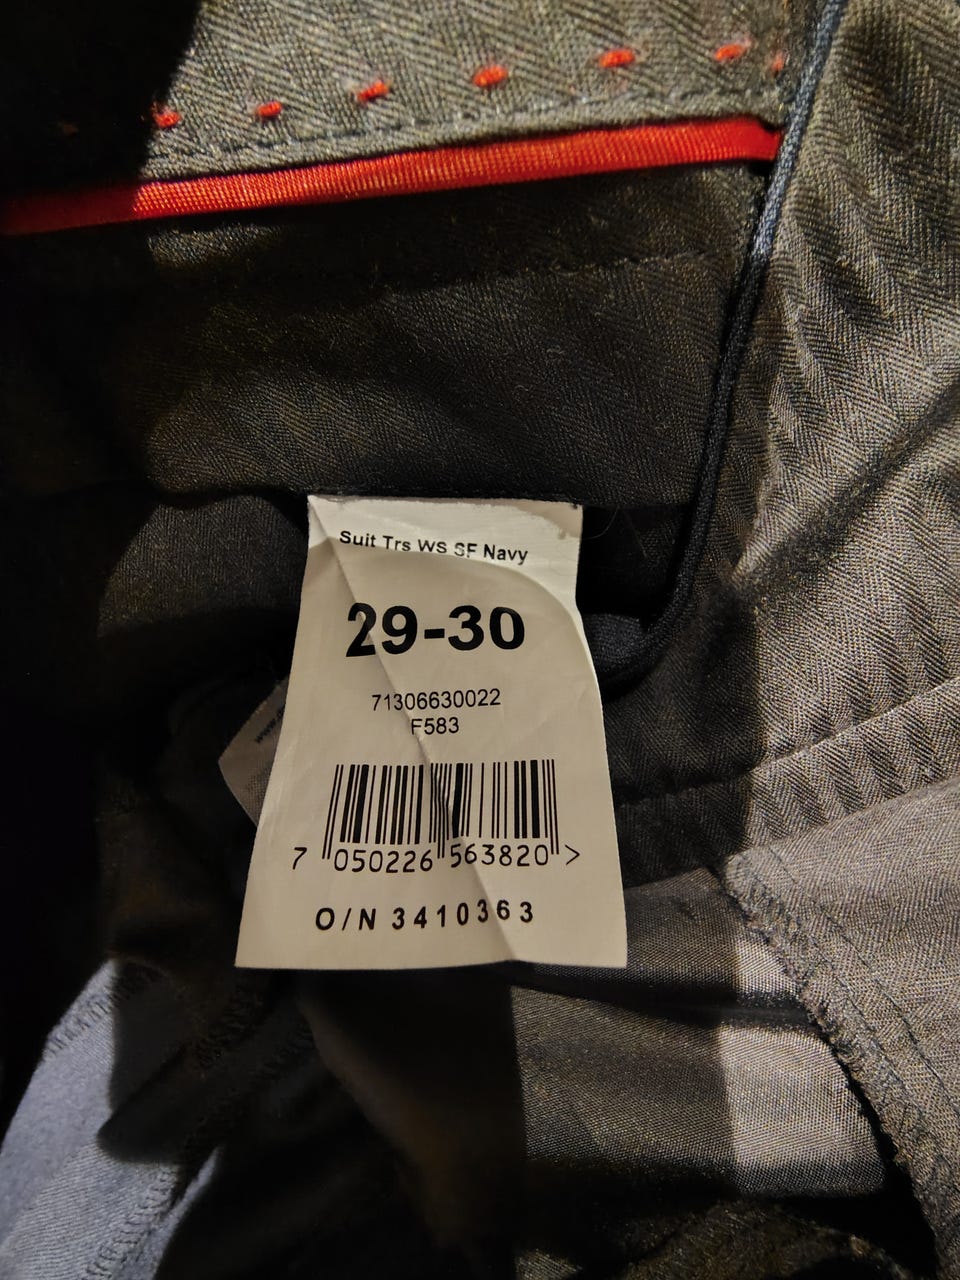 Suit Trs WS SF Navy
29-30
71306630022
F583
7 050226 563820 >
O/N 3410363